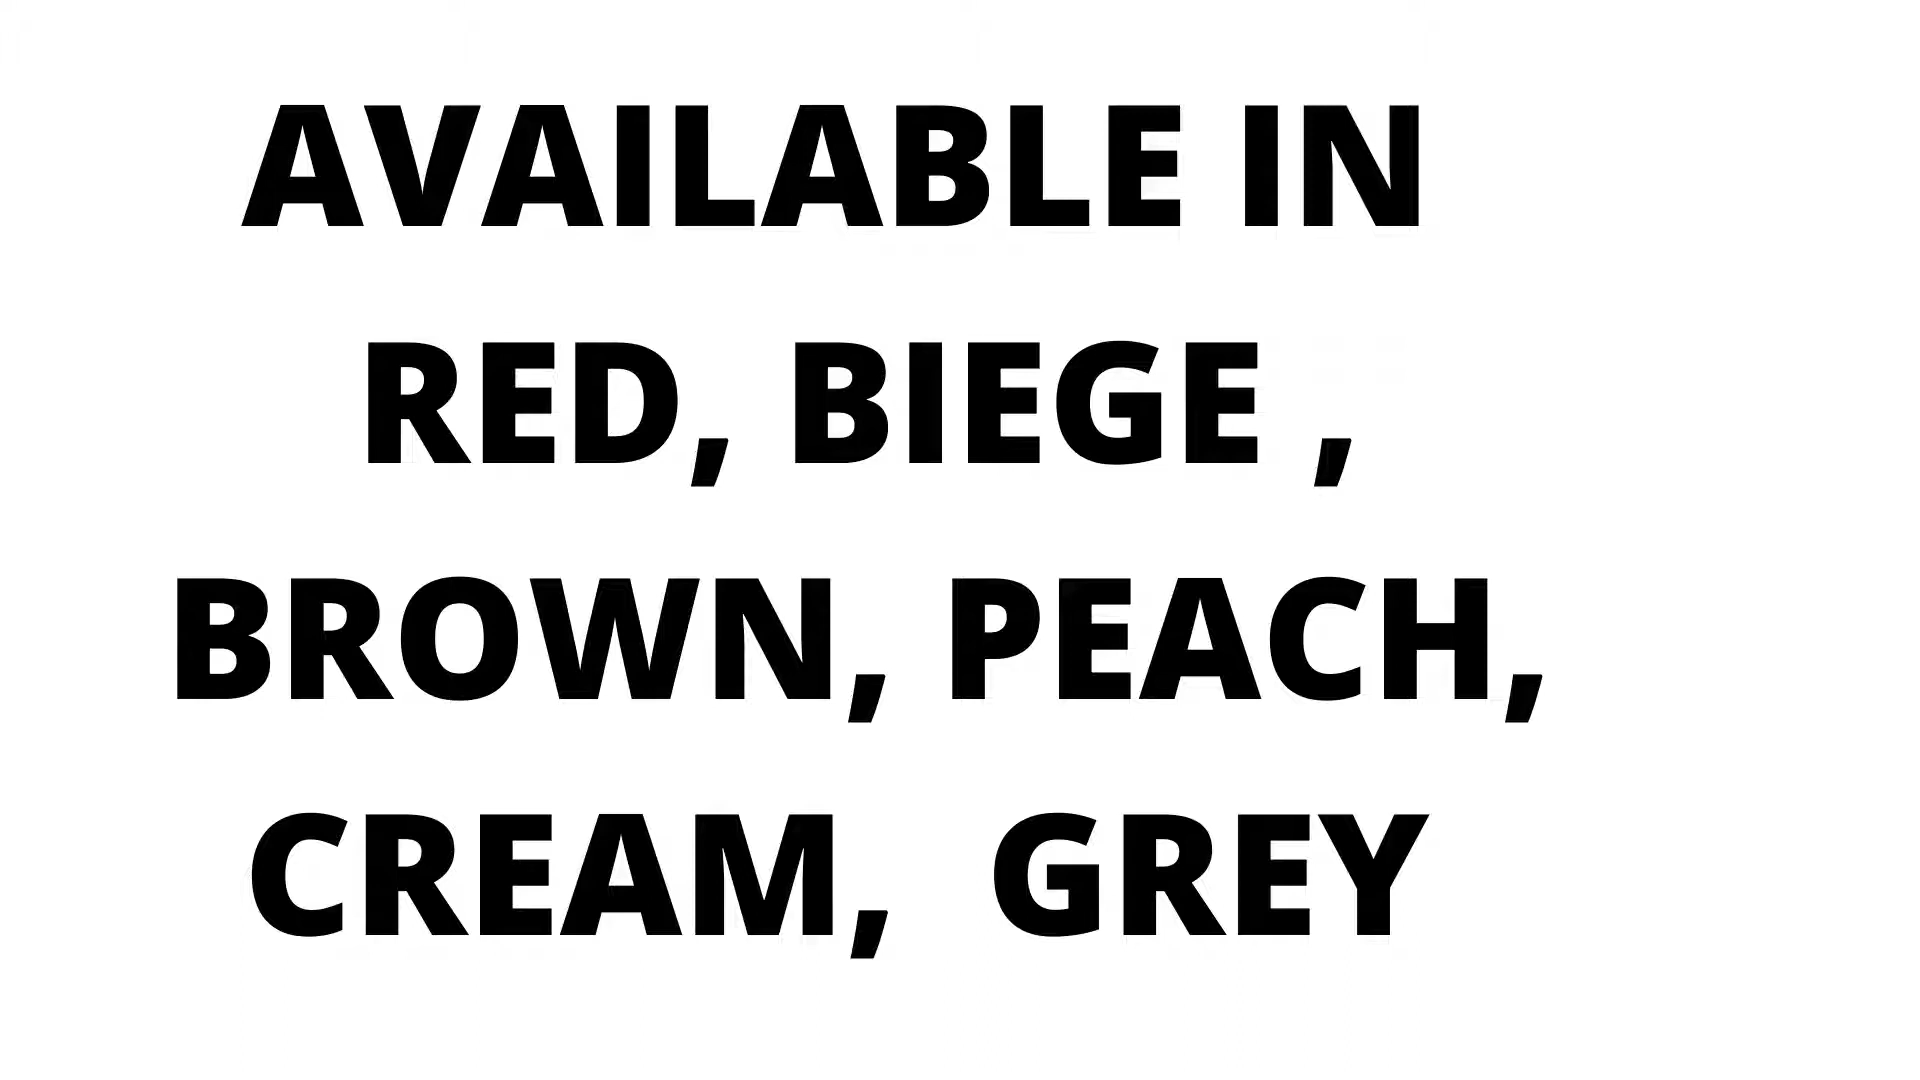 AVAILABLE IN
RED, BIEGE ,
BROWN, PEACH,
CREAM,  GREY